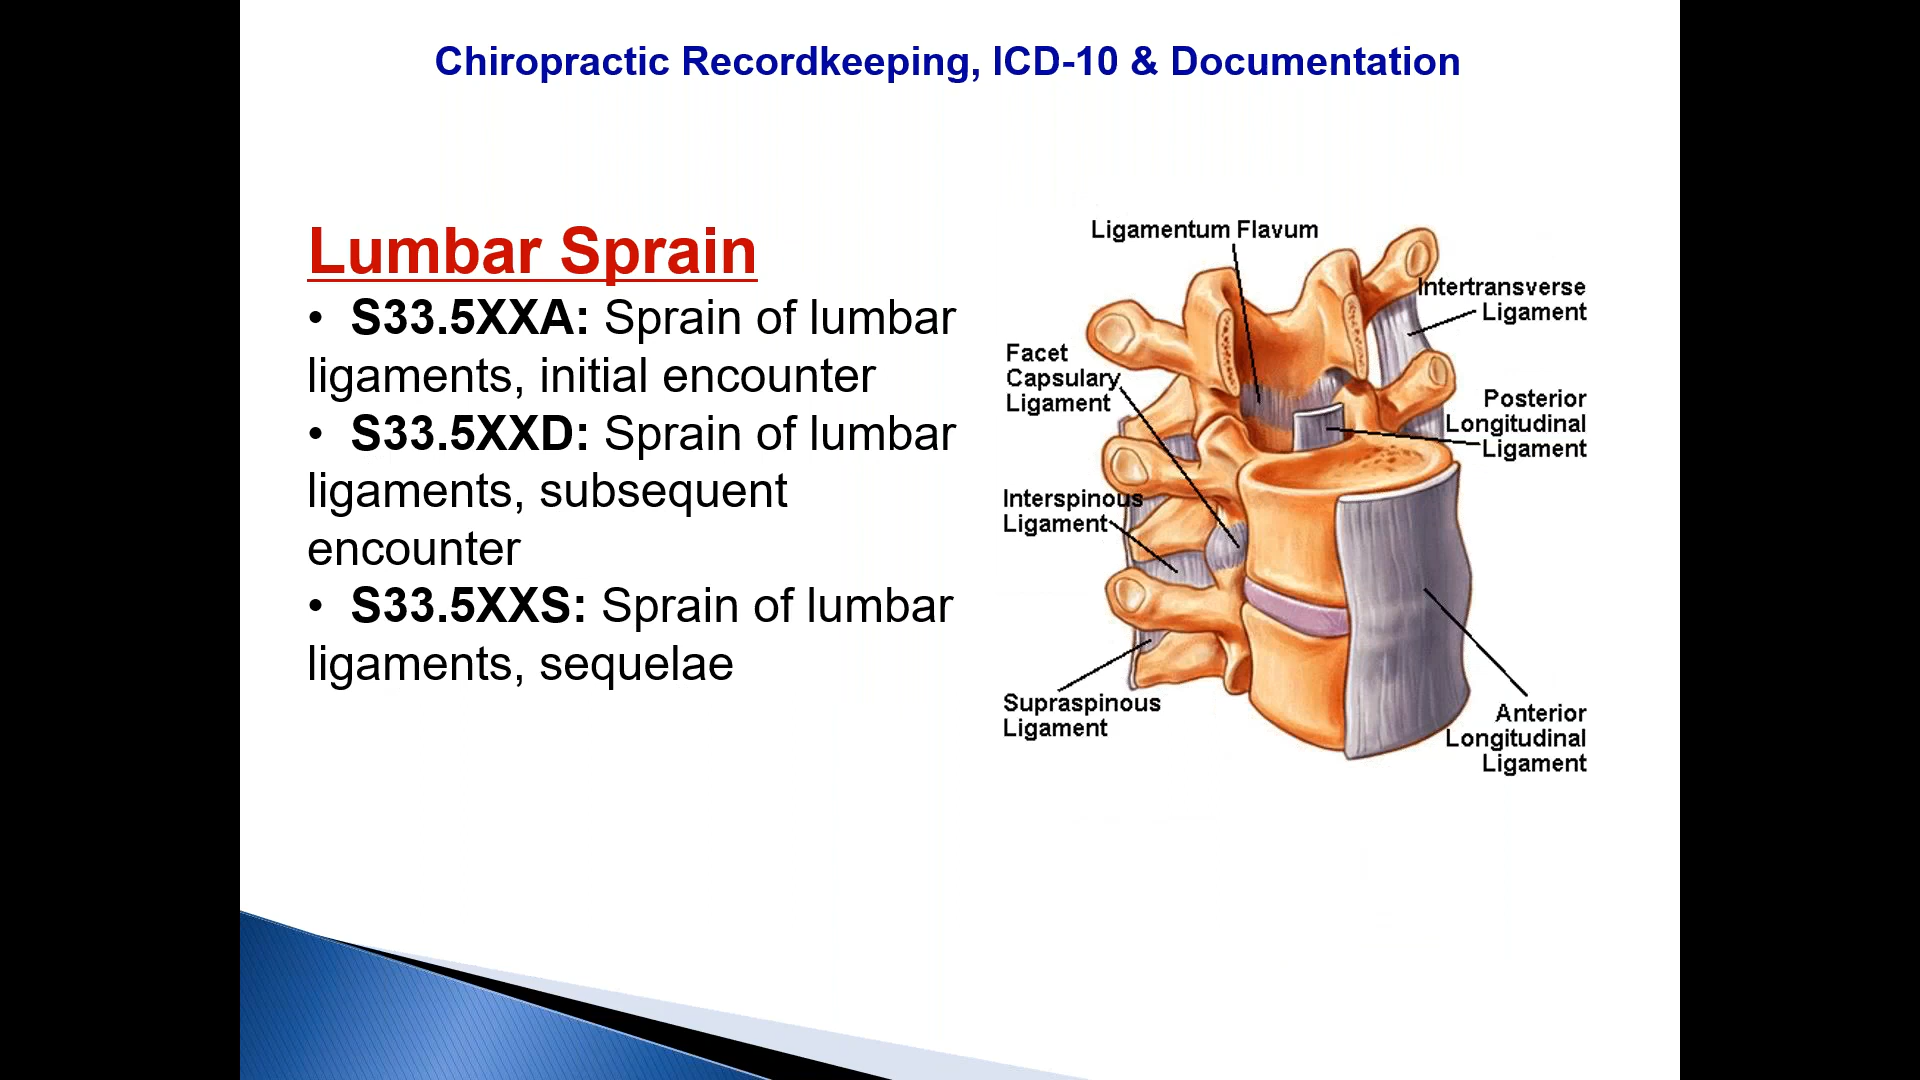 Chiropractic Recordkeeping, ICD-10 & Documentation
Lumbar Sprain
• S33.5XXA: Sprain of lumbar
ligaments, initial encounter
• S33.5XXD: Sprain of lumbar
ligaments, subsequent
encounter
• S33.5XXS: Sprain of lumbar
ligaments, sequelae
Ligamentum Flavum
Intertransverse
Ligament
Facet
Capsulary
Ligament
Posterior
Longitudinal
Ligament
Interspinous
Ligament
Supraspinous
Ligament
Anterior
Longitudinal
Ligament